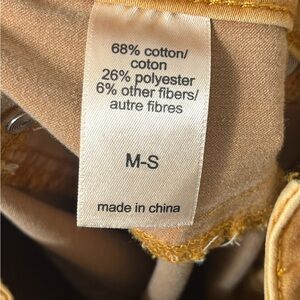 68% cotton/
coton
26% polyester
6% other fibers/
autre fibres
M-S
made in china